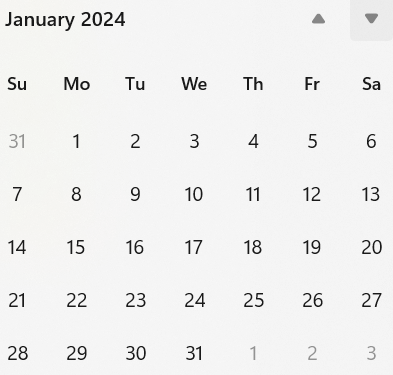 January 2024
Su Mo Tu We Th Fr Sa
31 1 2 3 4 5 6
7 8 9 10 11 12 13
14 15 16 17 18 19 20
21 22 23 24 25 26 27
28 29 30 31 1 2 3